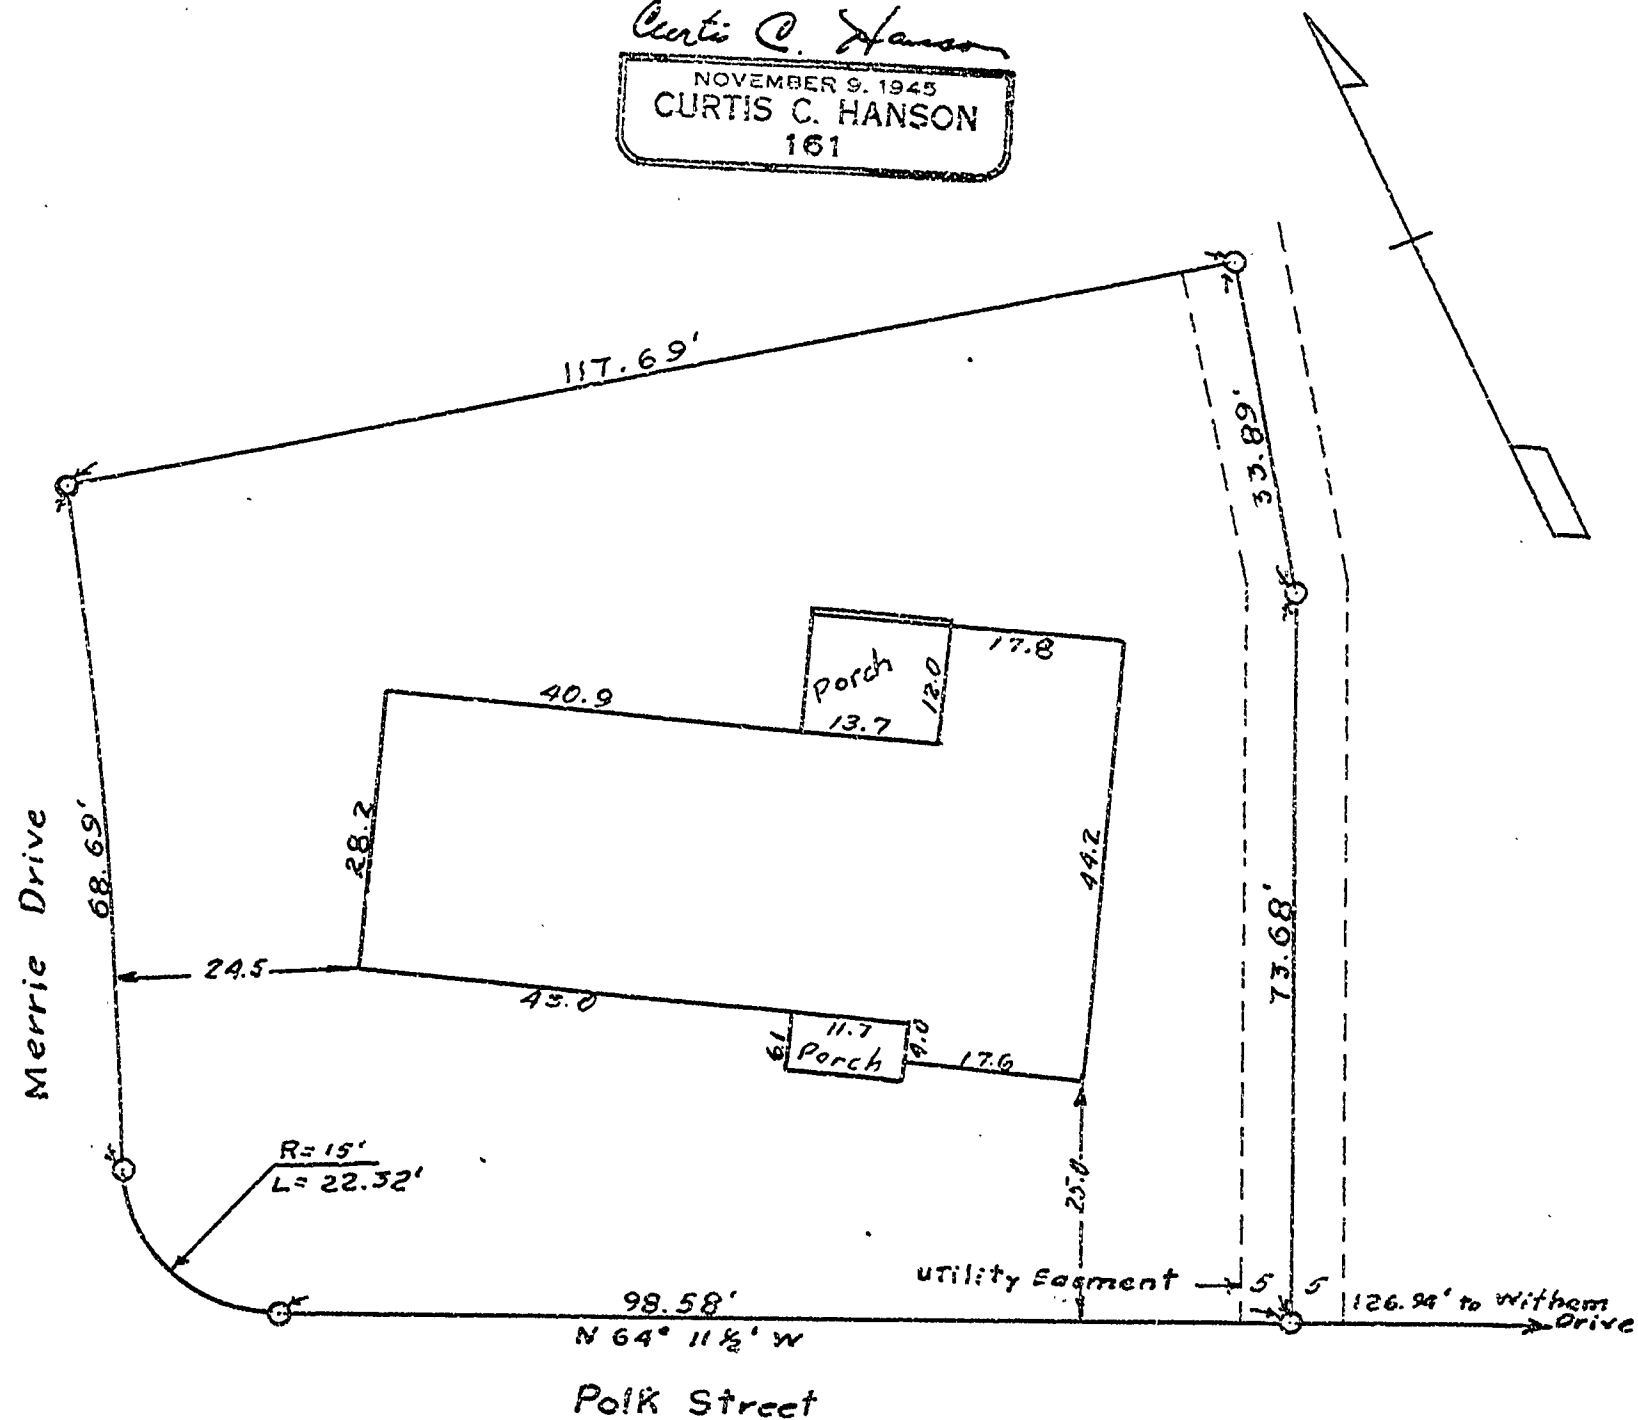 Curtis C. Hanson
NOVEMBER 9. 1945
CURTIS C. HANSON
161
117.69'
33.89'
17.8
Porch
12.0
40.9
13.7
28.2
44.2
68.69'
Merrie Drive
73.68'
24.5
43.0
11.7
4.0
6.1
Porch
17.6
R=15'
L=22.32'
25.0
Utility Easment
5
5
98.58'
126.94' to Witham
Drive
N 64° 11½' W
Polk Street